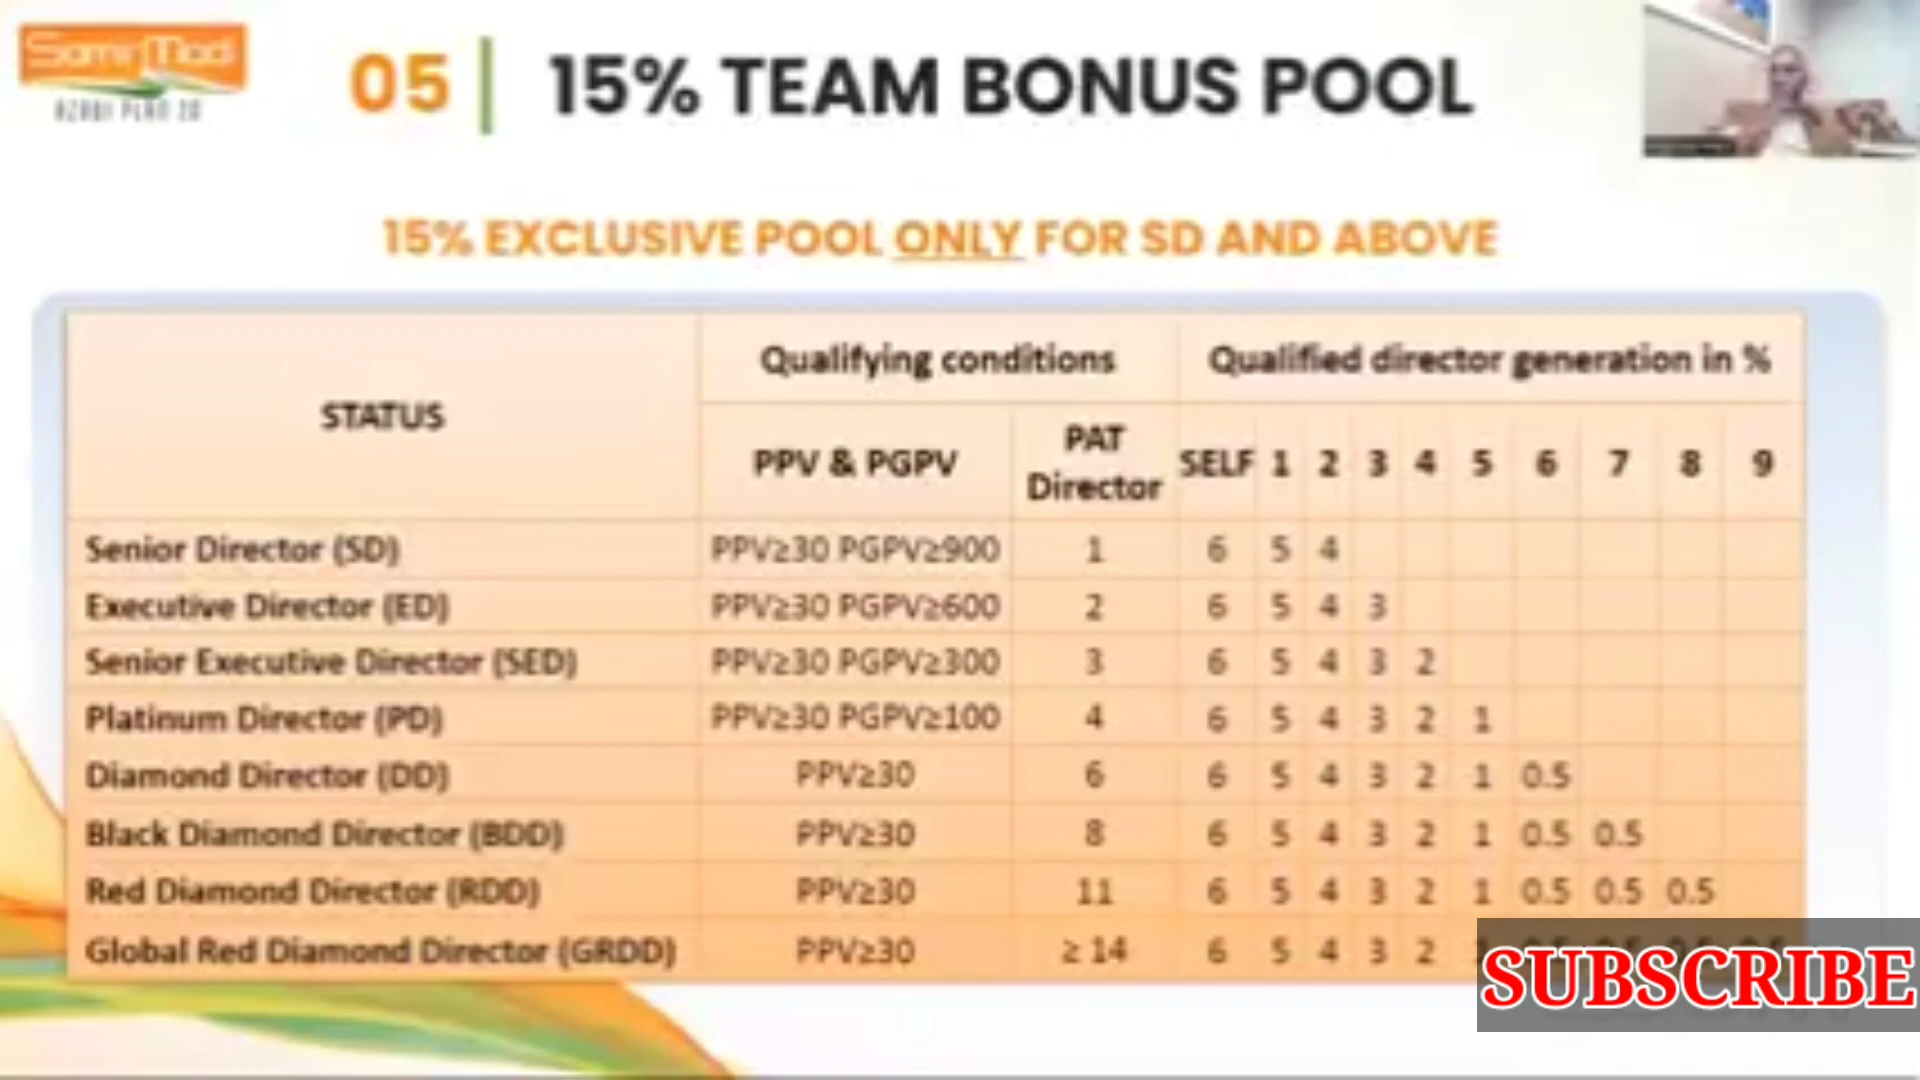 05 | 15% TEAM BONUS POOL
15% EXCLUSIVE POOL ONLY FOR SD AND ABOVE
STATUS Qualifying conditions Qualified director generation in %
PPV & PGPV PAT Director SELF 1 2 3 4 5 6 7 8 9
Senior Director (SD) PPV≥30 PGPV≥900 1 6 5 4
Executive Director (ED) PPV≥30 PGPV≥600 2 6 5 4 3
Senior Executive Director (SED) PPV≥30 PGPV≥300 3 6 5 4 3 2
Platinum Director (PD) PPV≥30 PGPV≥100 4 6 5 4 3 2 1
Diamond Director (DD) PPV≥30 6 6 5 4 3 2 1 0.5
Black Diamond Director (BDD) PPV≥30 8 6 5 4 3 2 1 0.5 0.5
Red Diamond Director (RDD) PPV≥30 11 6 5 4 3 2 1 0.5 0.5 0.5
Global Red Diamond Director (GRDD) PPV≥30 ≥ 14 6 5 4 3 2
SUBSCRIBE